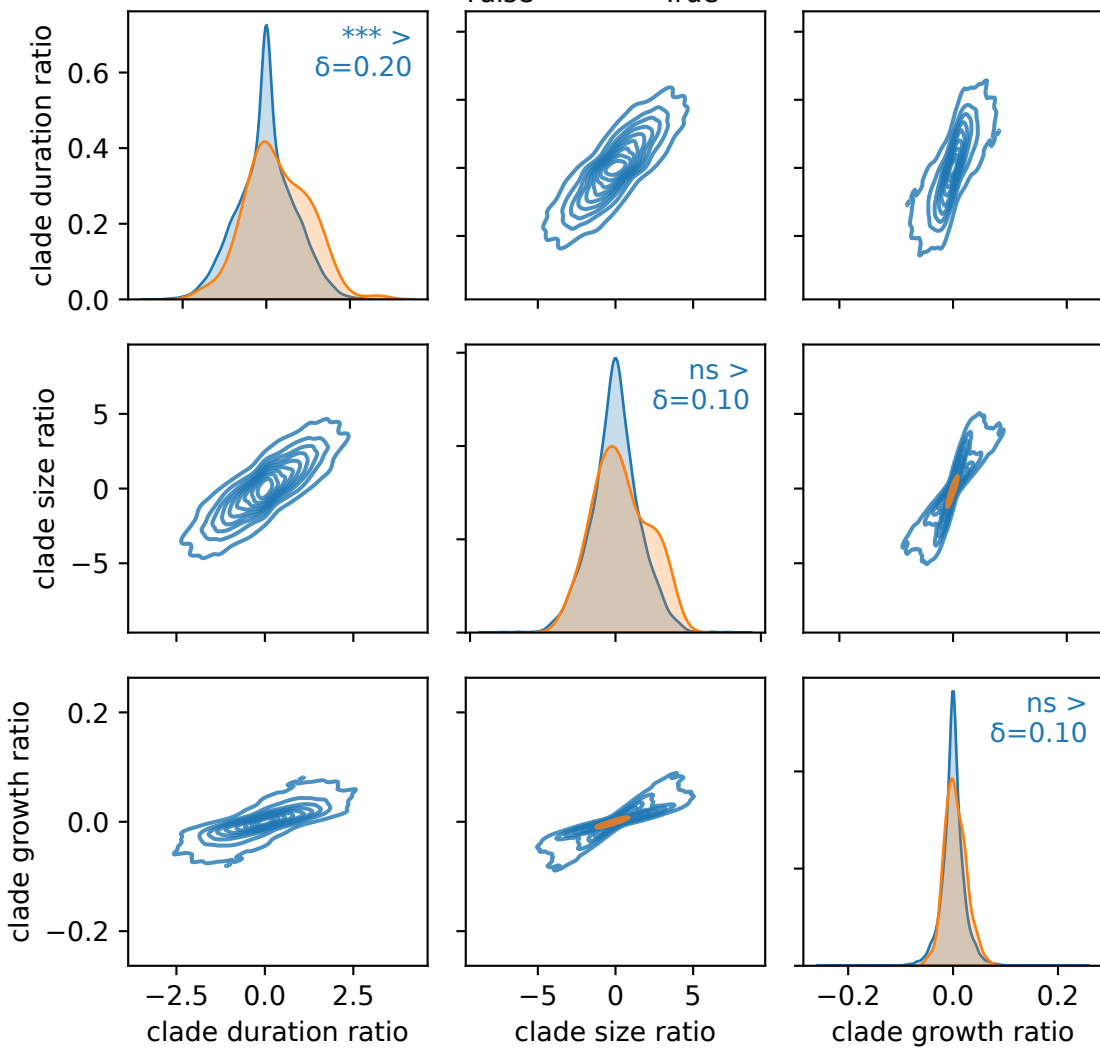 *** >
δ=0.20
clade duration ratio
0.6
0.4
0.2
0.0
ns >
δ=0.10
clade size ratio
5
0
−5
ns >
δ=0.10
clade growth ratio
0.2
0.0
−0.2
−2.5 0.0 2.5
−5 0 5
−0.2 0.0 0.2
clade duration ratio
clade size ratio
clade growth ratio